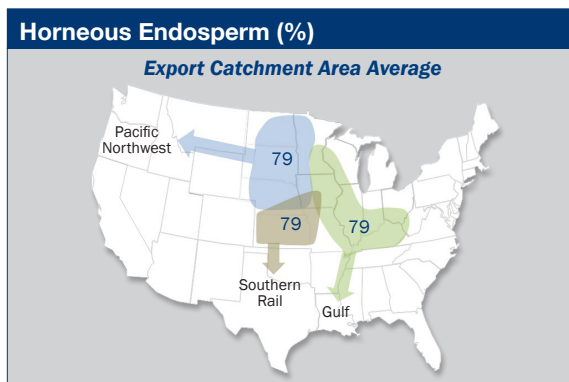 Horneous Endosperm (%)
Export Catchment Area Average
Pacific
Northwest
79
79
79
Southern
Rail
Gulf